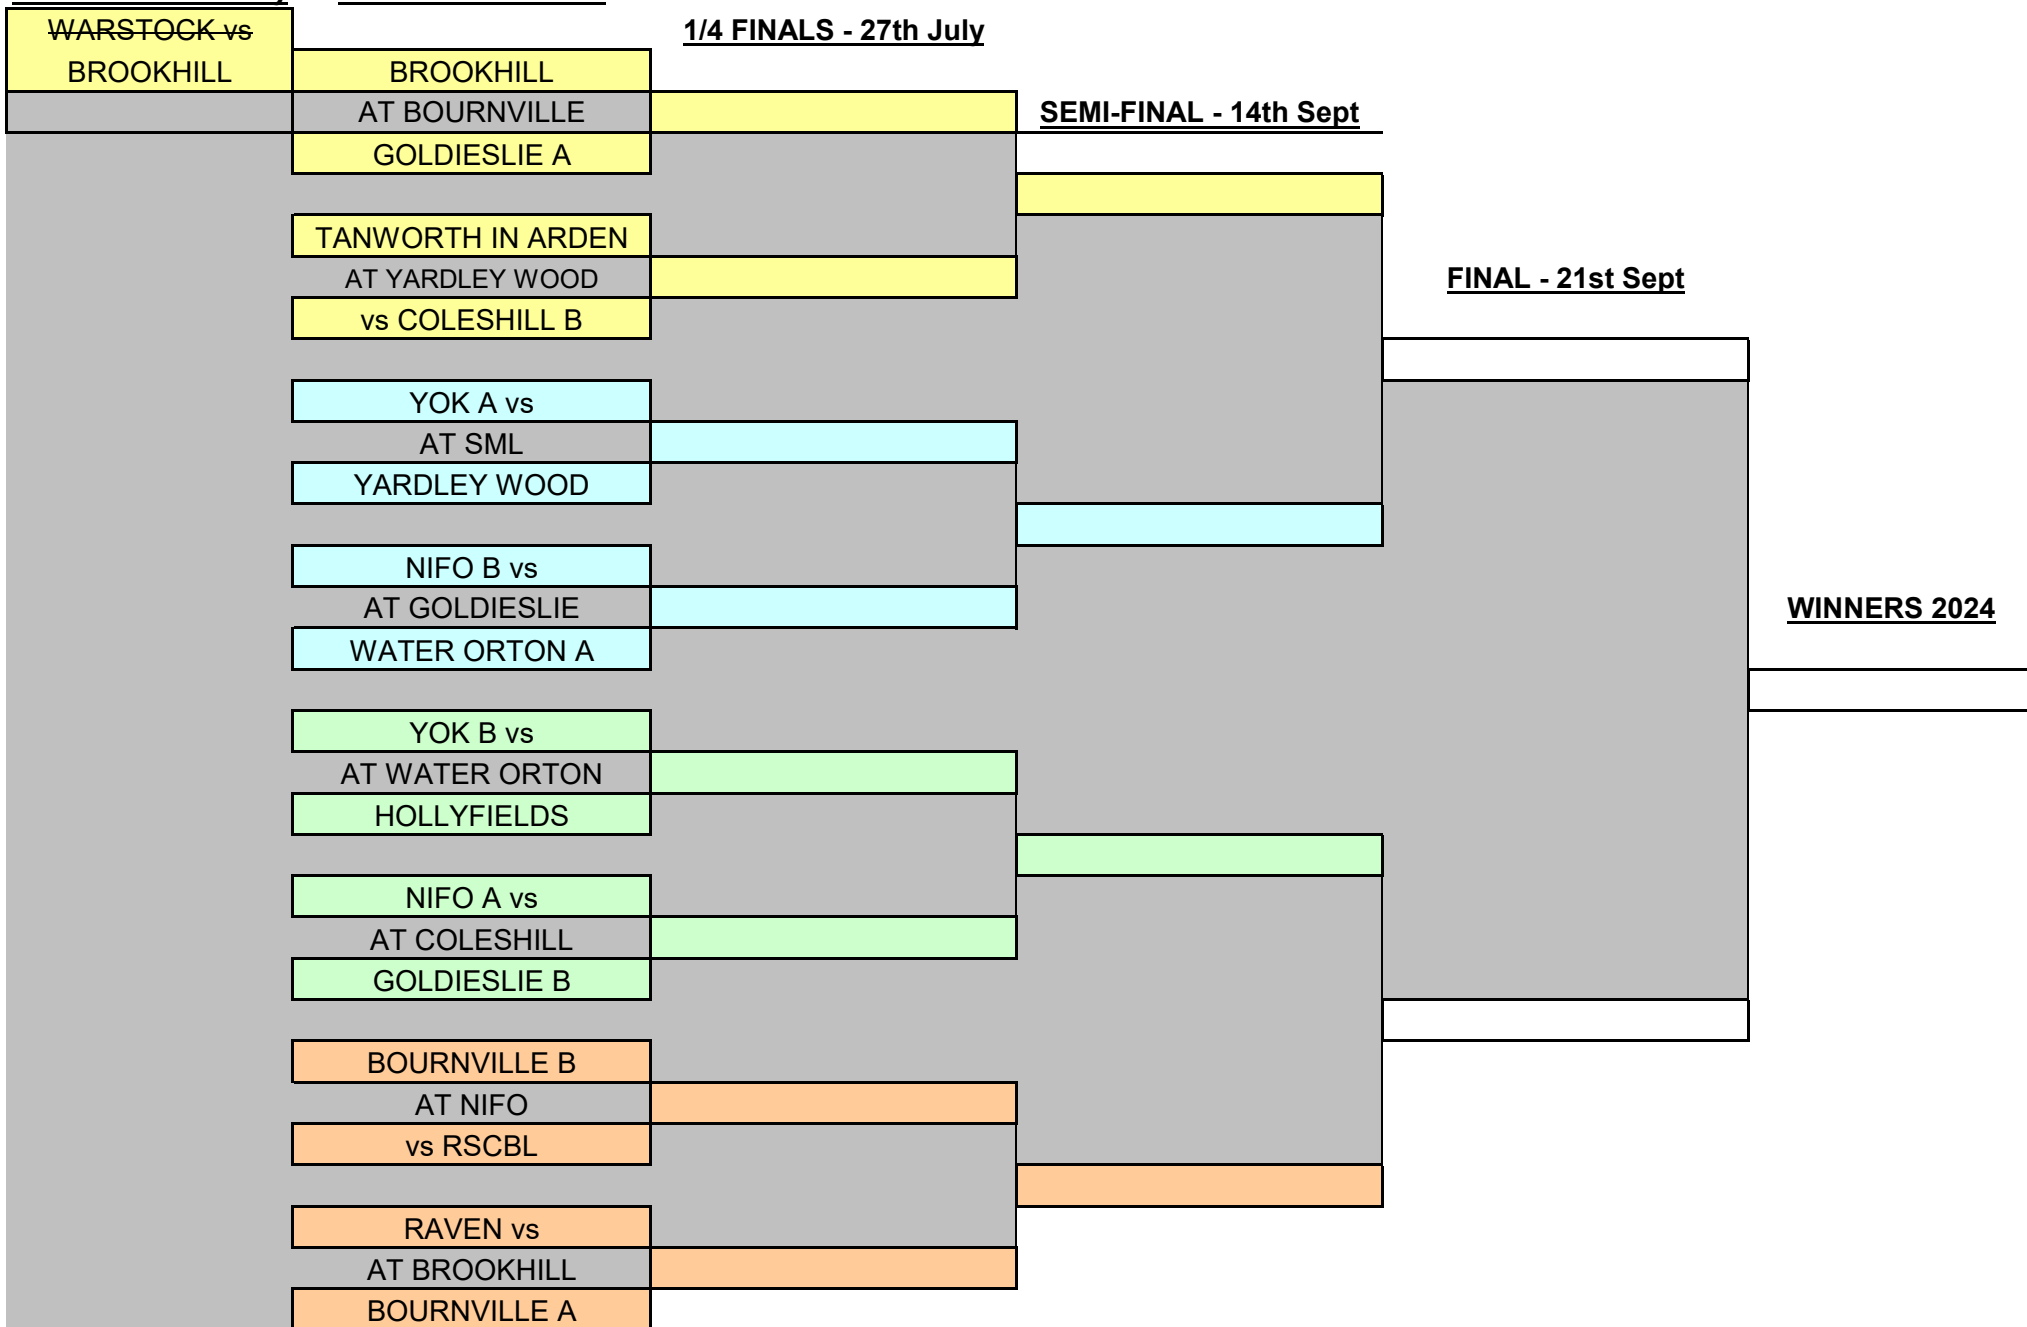 WARSTOCK vs
BROOKHILL
1/4 FINALS - 27th July
BROOKHILL
AT BOURNVILLE
GOLDIESLIE A
SEMI-FINAL - 14th Sept
TANWORTH IN ARDEN
AT YARDLEY WOOD
vs COLESHILL B
FINAL - 21st Sept
YOK A vs
AT SML
YARDLEY WOOD
NIFO B vs
AT GOLDIESLIE
WATER ORTON A
WINNERS 2024
YOK B vs
AT WATER ORTON
HOLLYFIELDS
NIFO A vs
AT COLESHILL
GOLDIESLIE B
BOURNVILLE B
AT NIFO
vs RSCBL
RAVEN vs
AT BROOKHILL
BOURNVILLE A